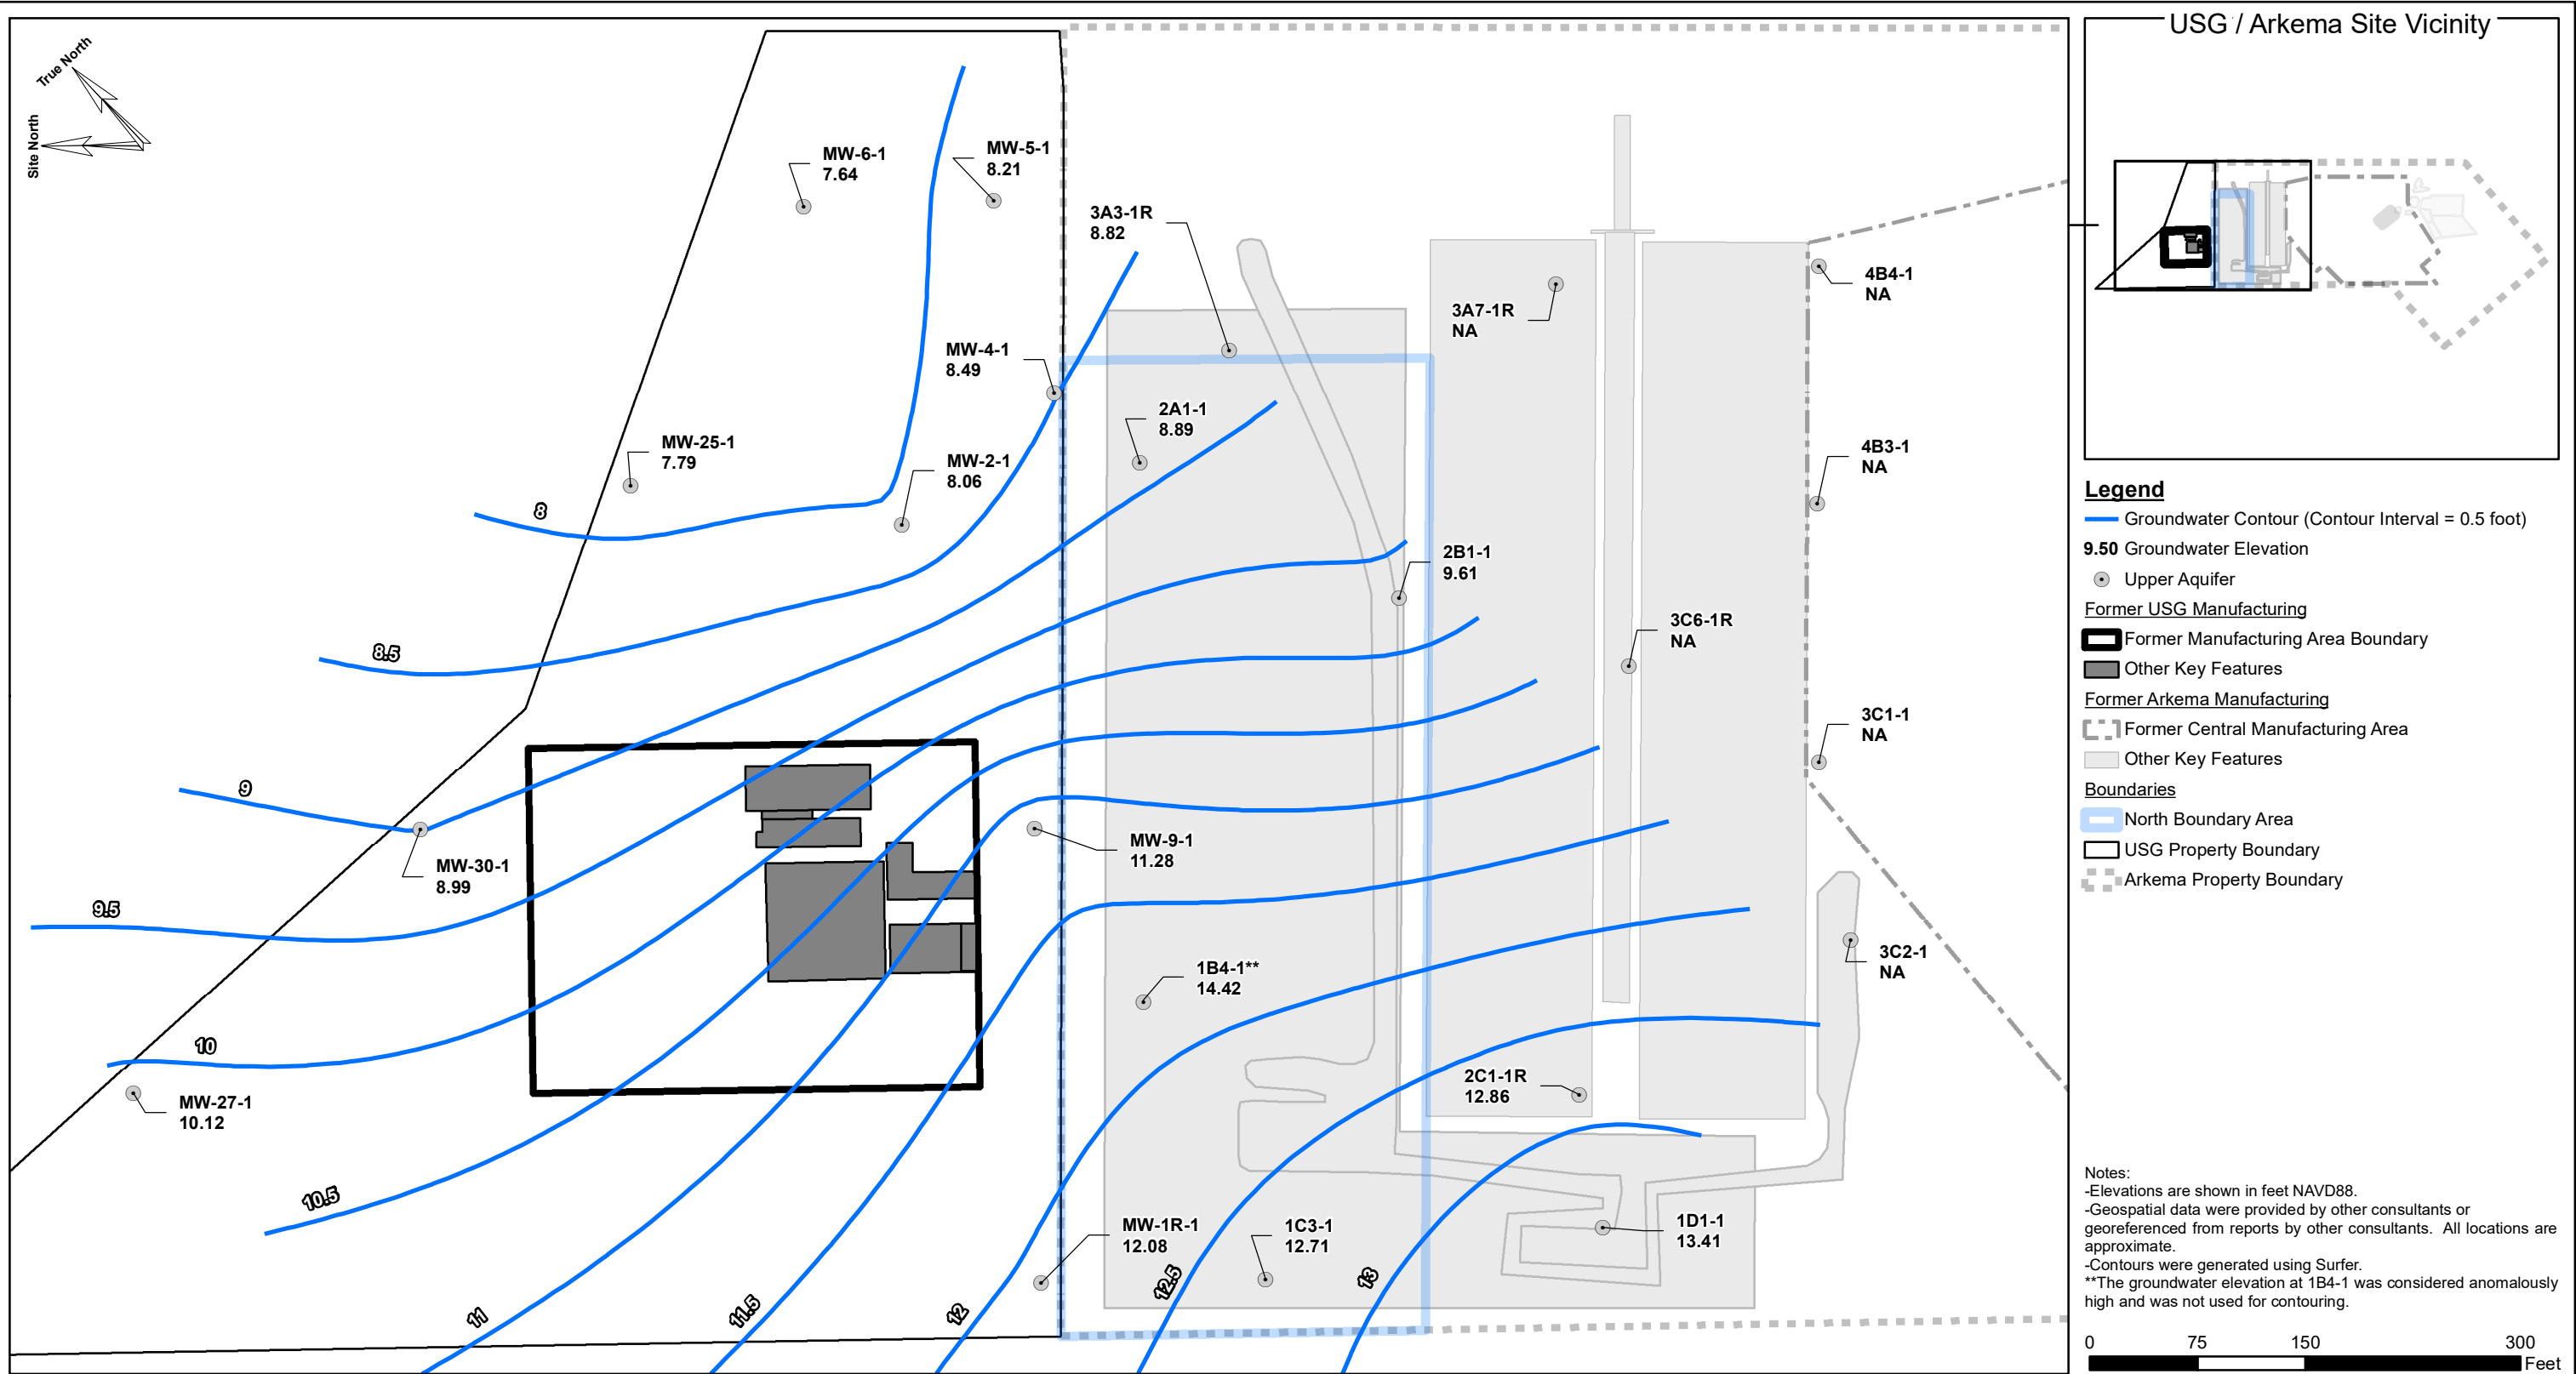 True North
Site North
MW-6-1
7.64
MW-5-1
8.21
3A3-1R
8.82
MW-4-1
8.49
MW-25-1
7.79
MW-2-1
8.06
2A1-1
8.89
3A7-1R
NA
4B4-1
NA
4B3-1
NA
2B1-1
9.61
3C6-1R
NA
3C1-1
NA
3C2-1
NA
MW-30-1
8.99
MW-9-1
11.28
1B4-1**
14.42
MW-27-1
10.12
2C1-1R
12.86
MW-1R-1
12.08
1C3-1
12.71
1D1-1
13.41
8
8.5
9
9.5
10
10.5
11
11.5
12
12.5
13
USG / Arkema Site Vicinity
Legend
Groundwater Contour (Contour Interval = 0.5 foot)
9.50 Groundwater Elevation
Upper Aquifer
Former USG Manufacturing
Former Manufacturing Area Boundary
Other Key Features
Former Arkema Manufacturing
Former Central Manufacturing Area
Other Key Features
Boundaries
North Boundary Area
USG Property Boundary
Arkema Property Boundary
Notes:
-Elevations are shown in feet NAVD88.
-Geospatial data were provided by other consultants or
georeferenced from reports by other consultants. All locations are
approximate.
-Contours were generated using Surfer.
**The groundwater elevation at 1B4-1 was considered anomalously
high and was not used for contouring.
0 75 150 300
Feet